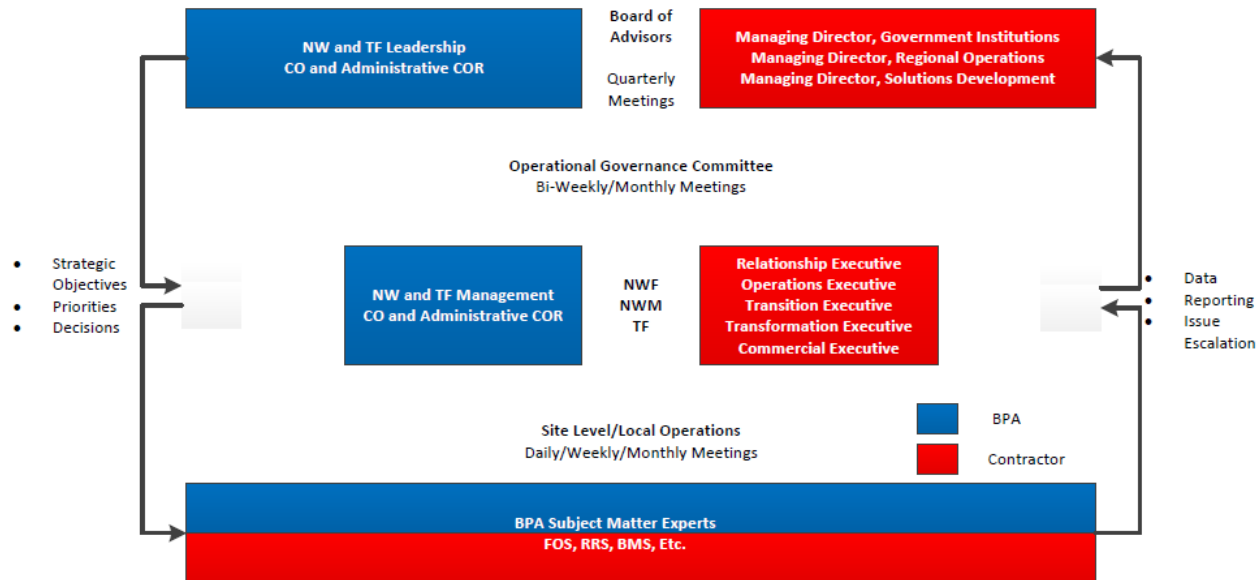 NW and TF Leadership
CO and Administrative COR
Board of
Advisors
Quarterly
Meetings
Managing Director, Government Institutions
Managing Director, Regional Operations
Managing Director, Solutions Development
Operational Governance Committee
Bi-Weekly/Monthly Meetings
• Strategic
Objectives
• Priorities
• Decisions
NW and TF Management
CO and Administrative COR
NWF
NWM
TF
Relationship Executive
Operations Executive
Transition Executive
Transformation Executive
Commercial Executive
• Data
• Reporting
• Issue
Escalation
Site Level/Local Operations
Daily/Weekly/Monthly Meetings
BPA
Contractor
BPA Subject Matter Experts
FOS, RRS, BMS, Etc.